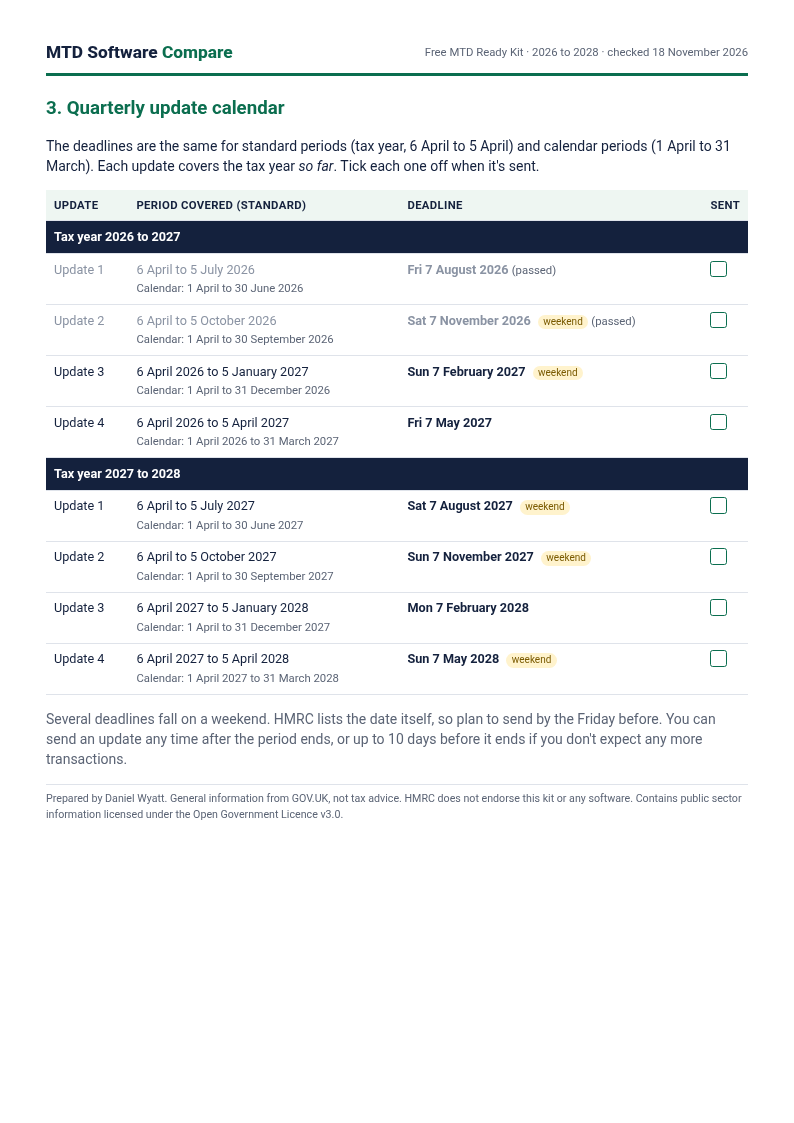 MTD Software Compare
Free MTD Ready Kit · 2026 to 2028 · checked 18 November 2026
3. Quarterly update calendar
The deadlines are the same for standard periods (tax year, 6 April to 5 April) and calendar periods (1 April to 31
March). Each update covers the tax year so far. Tick each one off when it's sent.
UPDATE PERIOD COVERED (STANDARD) DEADLINE SENT
Tax year 2026 to 2027
Update 1 6 April to 5 July 2026 Fri 7 August 2026 (passed)
Calendar: 1 April to 30 June 2026
Update 2 6 April to 5 October 2026 Sat 7 November 2026 weekend (passed)
Calendar: 1 April to 30 September 2026
Update 3 6 April 2026 to 5 January 2027 Sun 7 February 2027 weekend
Calendar: 1 April to 31 December 2026
Update 4 6 April 2026 to 5 April 2027 Fri 7 May 2027
Calendar: 1 April 2026 to 31 March 2027
Tax year 2027 to 2028
Update 1 6 April to 5 July 2027 Sat 7 August 2027 weekend
Calendar: 1 April to 30 June 2027
Update 2 6 April to 5 October 2027 Sun 7 November 2027 weekend
Calendar: 1 April to 30 September 2027
Update 3 6 April 2027 to 5 January 2028 Mon 7 February 2028
Calendar: 1 April to 31 December 2027
Update 4 6 April 2027 to 5 April 2028 Sun 7 May 2028 weekend
Calendar: 1 April 2027 to 31 March 2028
Several deadlines fall on a weekend. HMRC lists the date itself, so plan to send by the Friday before. You can
send an update any time after the period ends, or up to 10 days before it ends if you don't expect any more
transactions.
Prepared by Daniel Wyatt. General information from GOV.UK, not tax advice. HMRC does not endorse this kit or any software. Contains public sector
information licensed under the Open Government Licence v3.0.